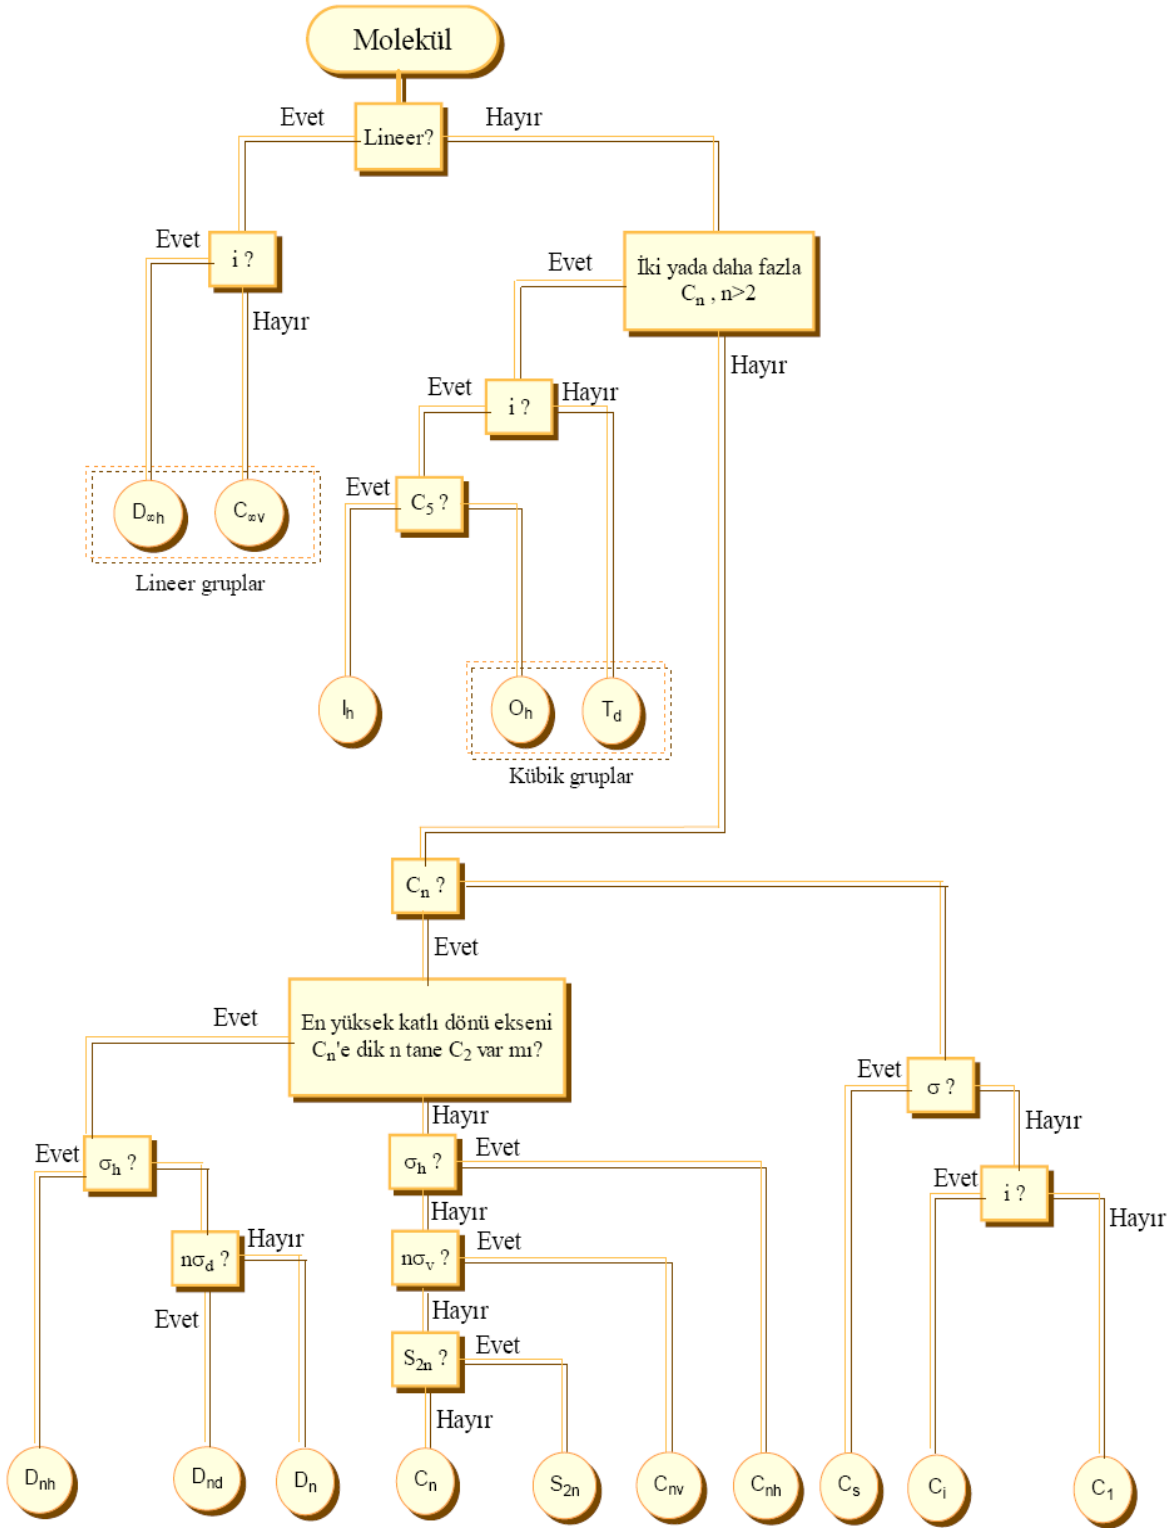 Molekül
Evet
Lineer?
Hayır
Evet
i ?
Hayır
Evet
İki yada daha fazla
Cₙ , n>2
Hayır
Evet
i ?
Hayır
Evet
C₅ ?
D∞h
C∞v
Lineer gruplar
Iₕ
Oₕ
T_d
Kübik gruplar
Cₙ ?
Evet
Evet
En yüksek katlı dönü ekseni
Cₙ'e dik n tane C₂ var mı?
Hayır
Evet
σ ?
Hayır
Evet
σₕ ?
σₕ ?
Evet
Hayır
Evet
i ?
Hayır
nσ_d ?
Hayır
Evet
nσᵥ ?
Evet
Hayır
S₂ₙ ?
Evet
Hayır
Dₙₕ
Dₙd
Dₙ
Cₙ
S₂ₙ
Cₙᵥ
Cₙₕ
Cₛ
Cᵢ
C₁